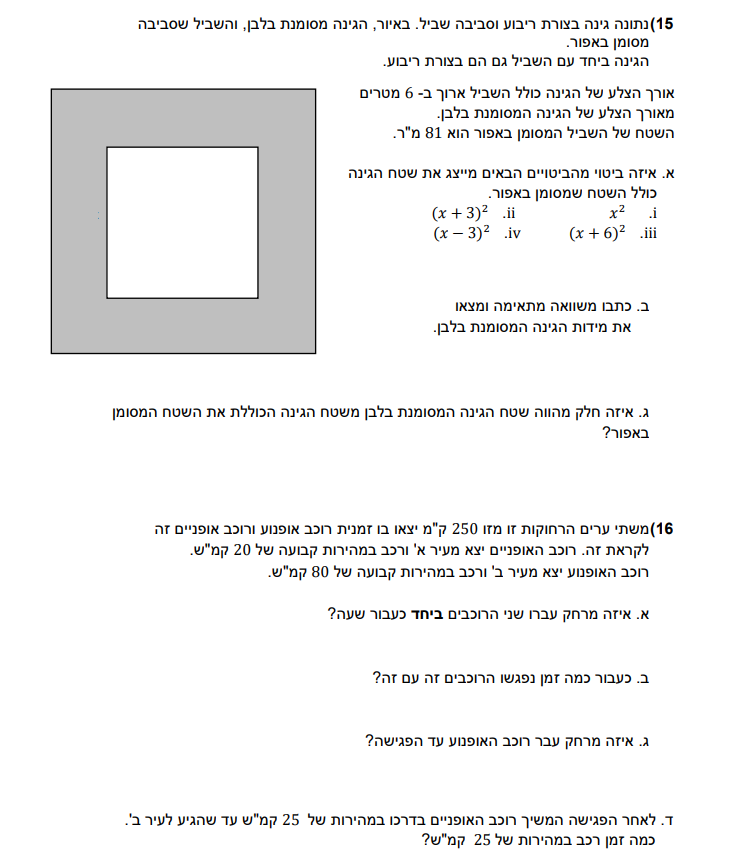 15)נתונה גינה בצורת ריבוע וסביבה שביל. באיור, הגינה מסומנת בלבן, והשביל שסביבה
מסומן באפור.
הגינה ביחד עם השביל גם הם בצורת ריבוע.
אורך הצלע של הגינה כולל השביל ארוך ב- 6 מטרים
מאורך הצלע של הגינה המסומנת בלבן.
השטח של השביל המסומן באפור הוא 81 מ"ר.
א. איזה ביטוי מהביטויים הבאים מייצג את שטח הגינה
כולל השטח שמסומן באפור.
i. x² ii. (x + 3)²
iii. (x + 6)² iv. (x − 3)²
ב. כתבו משוואה מתאימה ומצאו
את מידות הגינה המסומנת בלבן.
ג. איזה חלק מהווה שטח הגינה המסומנת בלבן משטח הגינה הכוללת את השטח המסומן
באפור?
16)משתי ערים הרחוקות זו מזו 250 ק"מ יצאו בו זמנית רוכב אופנוע ורוכב אופניים זה
לקראת זה. רוכב האופניים יצא מעיר א' ורכב במהירות קבועה של 20 קמ"ש.
רוכב האופנוע יצא מעיר ב' ורכב במהירות קבועה של 80 קמ"ש.
א. איזה מרחק עברו שני הרוכבים ביחד כעבור שעה?
ב. כעבור כמה זמן נפגשו הרוכבים זה עם זה?
ג. איזה מרחק עבר רוכב האופנוע עד הפגישה?
ד. לאחר הפגישה המשיך רוכב האופניים בדרכו במהירות של 25 קמ"ש עד שהגיע לעיר ב'.
כמה זמן רכב במהירות של 25 קמ"ש?